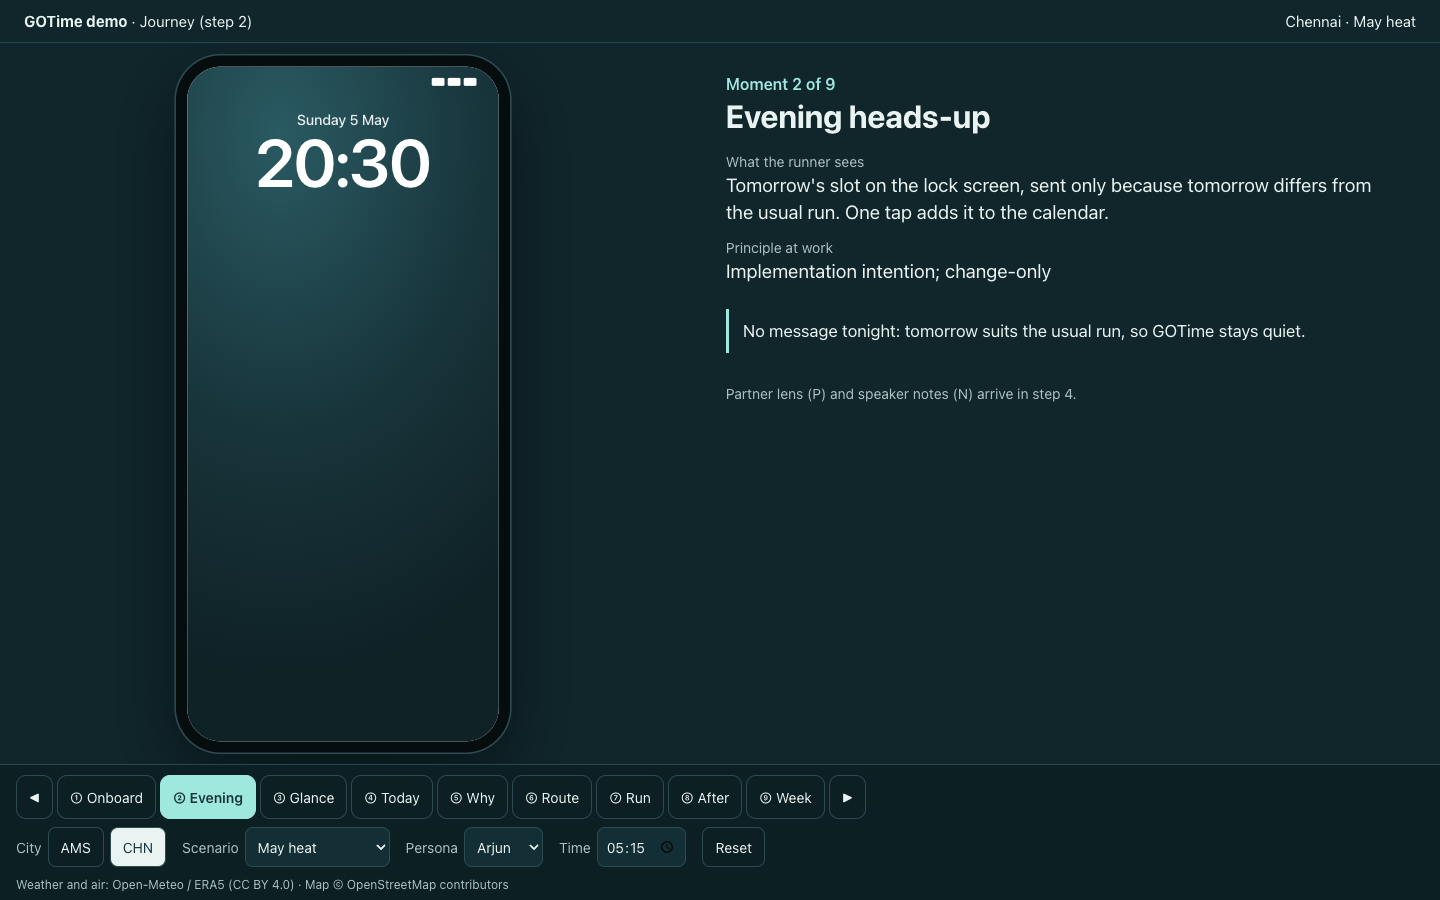 GOTime demo · Journey (step 2)
Chennai · May heat
Sunday 5 May
20:30
Moment 2 of 9
Evening heads-up
What the runner sees
Tomorrow's slot on the lock screen, sent only because tomorrow differs from
the usual run. One tap adds it to the calendar.
Principle at work
Implementation intention; change-only
No message tonight: tomorrow suits the usual run, so GOTime stays quiet.
Partner lens (P) and speaker notes (N) arrive in step 4.
◀ ① Onboard ② Evening ③ Glance ④ Today ⑤ Why ⑥ Route ⑦ Run ⑧ After ⑨ Week ▶
City AMS CHN Scenario May heat Persona Arjun Time 05:15 Reset
Weather and air: Open-Meteo / ERA5 (CC BY 4.0) · Map © OpenStreetMap contributors